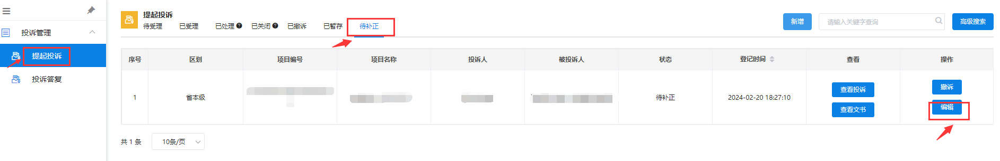 投诉管理
提起投诉
投诉答复
提起投诉
待受理 已受理 已处理 已关闭 已撤诉 已暂存 待补正
新增 请输入关键字查询 高级搜索
序号 区划 项目编号 项目名称 投诉人 被投诉人 状态 登记时间 查看 操作
1 省本级 待补正 2024-02-20 18:27:10 查看投诉 撤诉
查看文书 编辑
共 1 条 10条/页